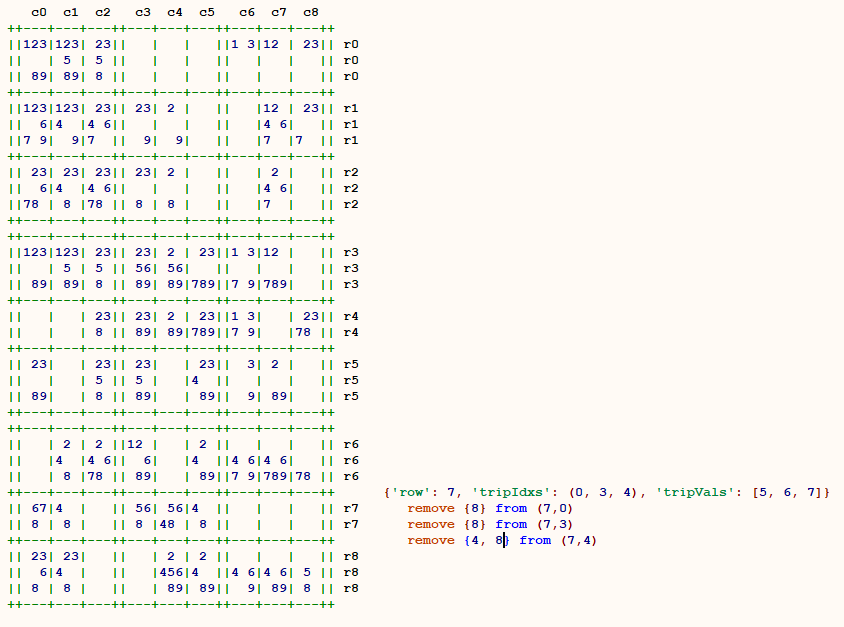 c0  c1  c2   c3  c4  c5   c6  c7  c8
++---+---+---++---+---+---++---+---+---++
||123|123| 23||   |   |   ||1 3|12 | 23|| r0
||   | 5 | 5 ||   |   |   ||   |   |   || r0
|| 89| 89| 8 ||   |   |   ||   |   |   || r0
++---+---+---++---+---+---++---+---+---++
||123|123| 23|| 23| 2 |   ||   |12 | 23|| r1
||  6|4  |4 6||   |   |   ||   |4 6|   || r1
||7 9|  9|7  ||  9|  9|   ||   |7  |7  || r1
++---+---+---++---+---+---++---+---+---++
|| 23| 23| 23|| 23| 2 |   ||   | 2 |   || r2
||  6|4  |4 6||   |   |   ||   |4 6|   || r2
||78 | 8 |78 || 8 | 8 |   ||   |7  |   || r2
++---+---+---++---+---+---++---+---+---++
++---+---+---++---+---+---++---+---+---++
||123|123| 23|| 23| 2 | 23||1 3|12 |   || r3
||   | 5 | 5 || 56| 56|   ||   |   |   || r3
|| 89| 89| 8 || 89| 89|789||7 9|789|   || r3
++---+---+---++---+---+---++---+---+---++
||   |   | 23|| 23| 2 | 23||1 3|   | 23|| r4
||   |   | 8 || 89| 89|789||7 9|   |78 || r4
++---+---+---++---+---+---++---+---+---++
|| 23|   | 23|| 23|   | 23||  3| 2 |   || r5
||   |   | 5 || 5 |   |4  ||   |   |   || r5
|| 89|   | 8 || 89|   | 89||  9| 89|   || r5
++---+---+---++---+---+---++---+---+---++
++---+---+---++---+---+---++---+---+---++
||   | 2 | 2 ||12 |   | 2 ||   |   |   || r6
||   |4  |4 6||  6|   |4  ||4 6|4 6|   || r6
||   | 8 |78 || 89|   | 89||7 9|789|78 || r6
++---+---+---++---+---+---++---+---+---++      {'row': 7, 'tripIdxs': (0, 3, 4), 'tripVals': [5, 6, 7]}
|| 67|4  |   || 56| 56|4  ||   |   |   || r7      remove {8} from (7,0)
|| 8 | 8 |   || 8 |48 | 8 ||   |   |   || r7      remove {8} from (7,3)
++---+---+---++---+---+---++---+---+---++         remove {4, 8} from (7,4)
|| 23| 23|   ||   | 2 | 2 ||   |   |   || r8
||  6|4  |   ||   |456|4  ||4 6|4 6| 5 || r8
|| 8 | 8 |   ||   | 89| 89||  9| 89| 8 || r8
++---+---+---++---+---+---++---+---+---++